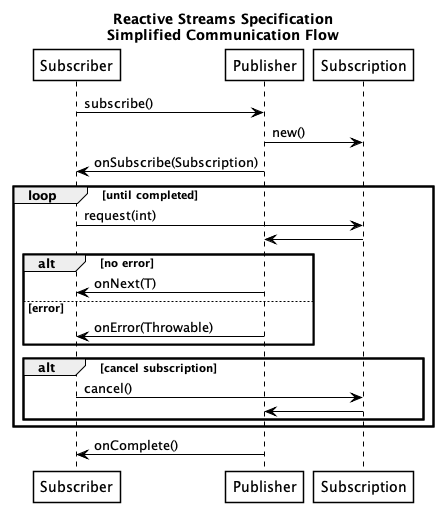 Reactive Streams Specification
Simplified Communication Flow
Subscriber Publisher Subscription
subscribe()
new()
onSubscribe(Subscription)
loop [until completed]
request(int)
alt [no error]
onNext(T)
[error]
onError(Throwable)
alt [cancel subscription]
cancel()
onComplete()
Subscriber Publisher Subscription